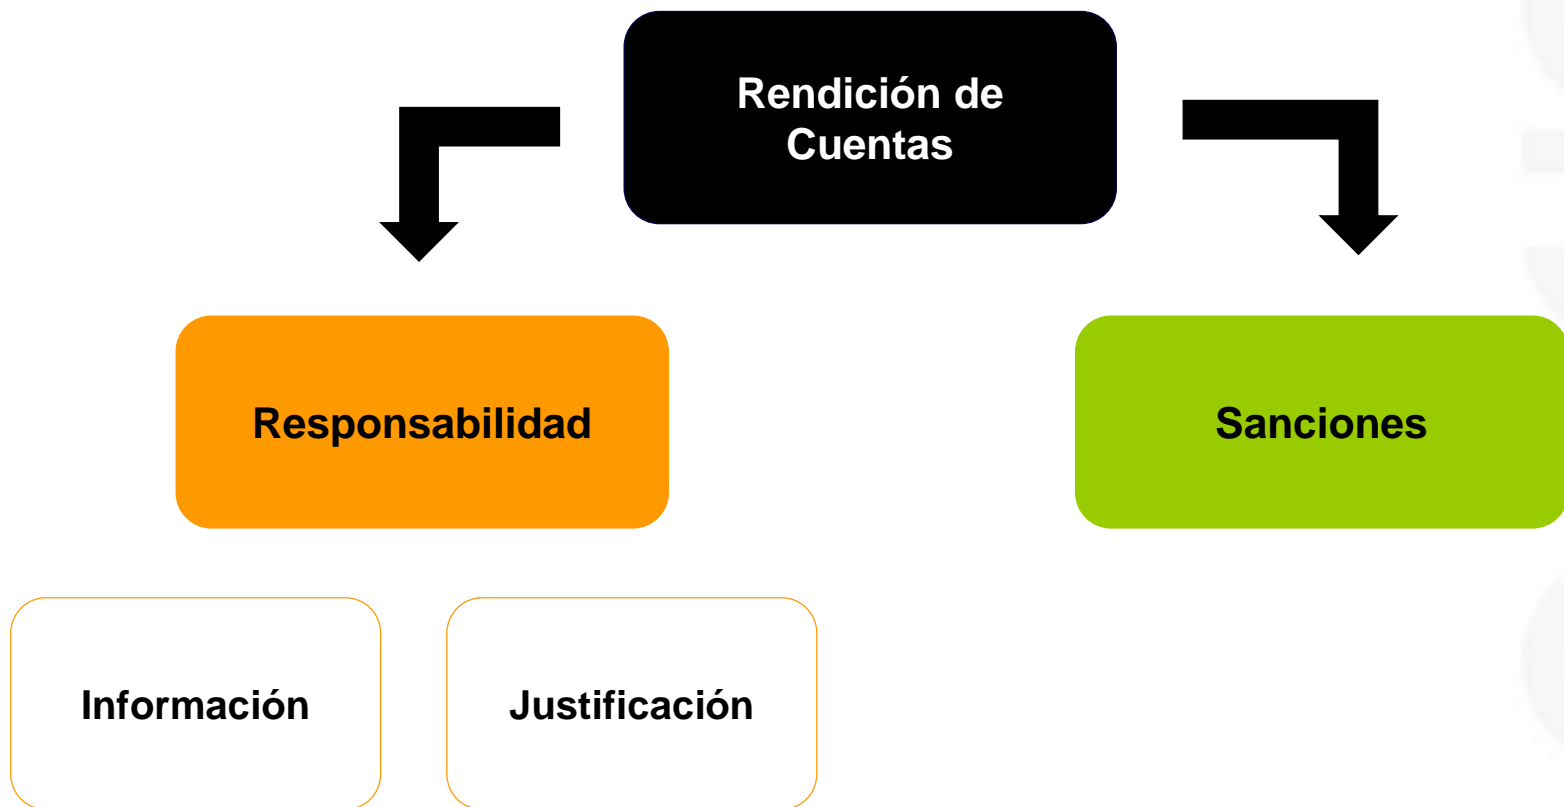 Rendición de
Cuentas
Responsabilidad
Sanciones
Información
Justificación